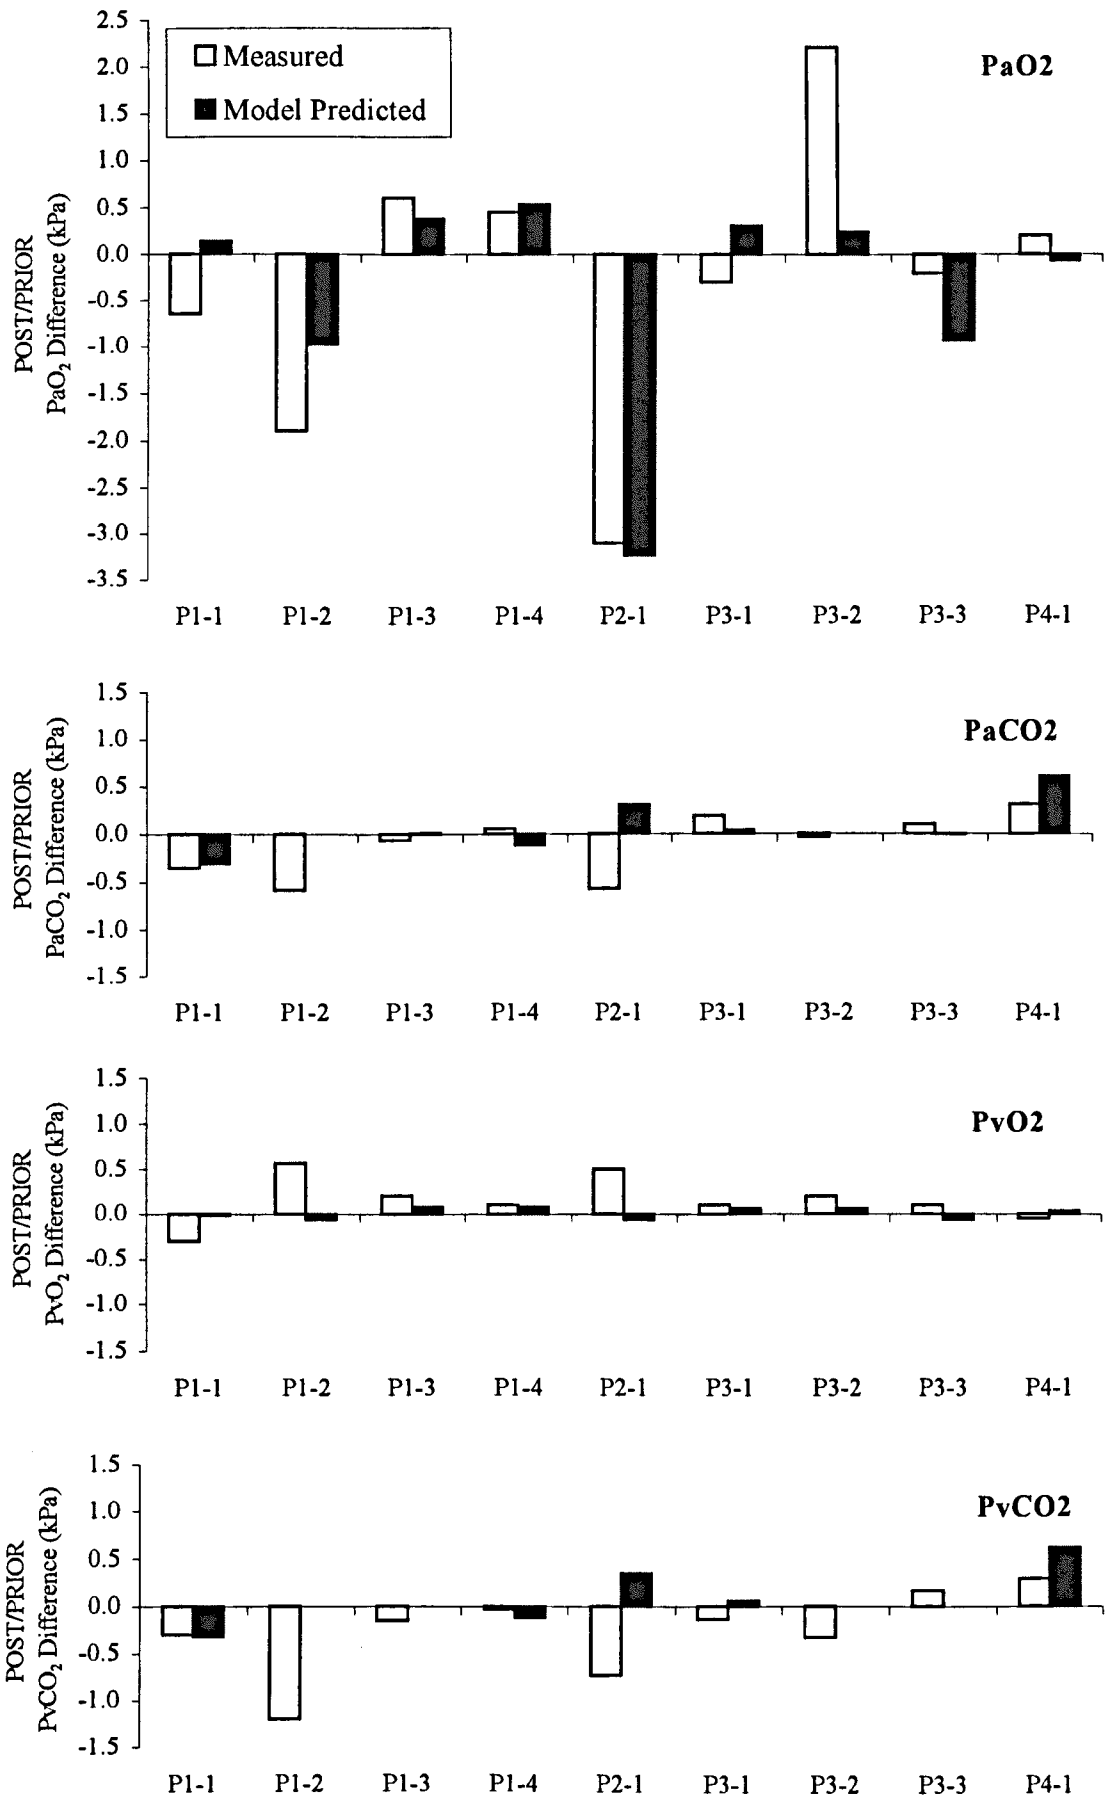 2.5
2.0
1.5
1.0
0.5
0.0
-0.5
-1.0
-1.5
-2.0
-2.5
-3.0
-3.5
POST/PRIOR
PaO₂ Difference (kPa)
Measured
Model Predicted
PaO2
P1-1 P1-2 P1-3 P1-4 P2-1 P3-1 P3-2 P3-3 P4-1
1.5
1.0
0.5
0.0
-0.5
-1.0
-1.5
POST/PRIOR
PaCO₂ Difference (kPa)
PaCO2
P1-1 P1-2 P1-3 P1-4 P2-1 P3-1 P3-2 P3-3 P4-1
1.5
1.0
0.5
0.0
-0.5
-1.0
-1.5
POST/PRIOR
PvO₂ Difference (kPa)
PvO2
P1-1 P1-2 P1-3 P1-4 P2-1 P3-1 P3-2 P3-3 P4-1
1.5
1.0
0.5
0.0
-0.5
-1.0
-1.5
POST/PRIOR
PvCO₂ Difference (kPa)
PvCO2
P1-1 P1-2 P1-3 P1-4 P2-1 P3-1 P3-2 P3-3 P4-1